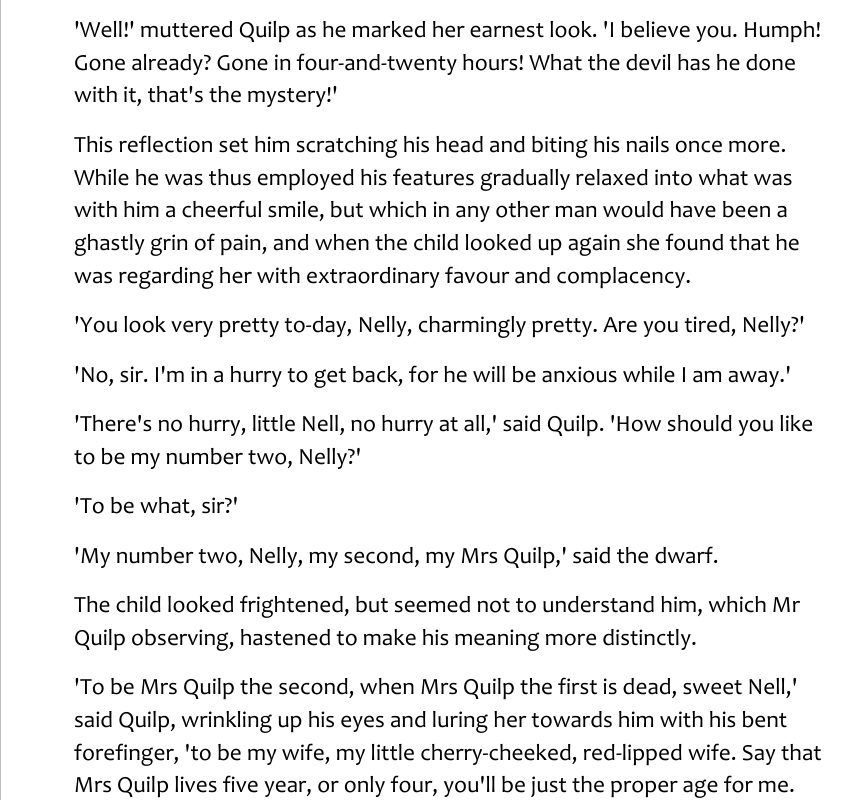 'Well!' muttered Quilp as he marked her earnest look. 'I believe you. Humph!
Gone already? Gone in four-and-twenty hours! What the devil has he done
with it, that's the mystery!'
This reflection set him scratching his head and biting his nails once more.
While he was thus employed his features gradually relaxed into what was
with him a cheerful smile, but which in any other man would have been a
ghastly grin of pain, and when the child looked up again she found that he
was regarding her with extraordinary favour and complacency.
'You look very pretty to-day, Nelly, charmingly pretty. Are you tired, Nelly?'
'No, sir. I'm in a hurry to get back, for he will be anxious while I am away.'
'There's no hurry, little Nell, no hurry at all,' said Quilp. 'How should you like
to be my number two, Nelly?'
'To be what, sir?'
'My number two, Nelly, my second, my Mrs Quilp,' said the dwarf.
The child looked frightened, but seemed not to understand him, which Mr
Quilp observing, hastened to make his meaning more distinctly.
'To be Mrs Quilp the second, when Mrs Quilp the first is dead, sweet Nell,'
said Quilp, wrinkling up his eyes and luring her towards him with his bent
forefinger, 'to be my wife, my little cherry-cheeked, red-lipped wife. Say that
Mrs Quilp lives five year, or only four, you'll be just the proper age for me.